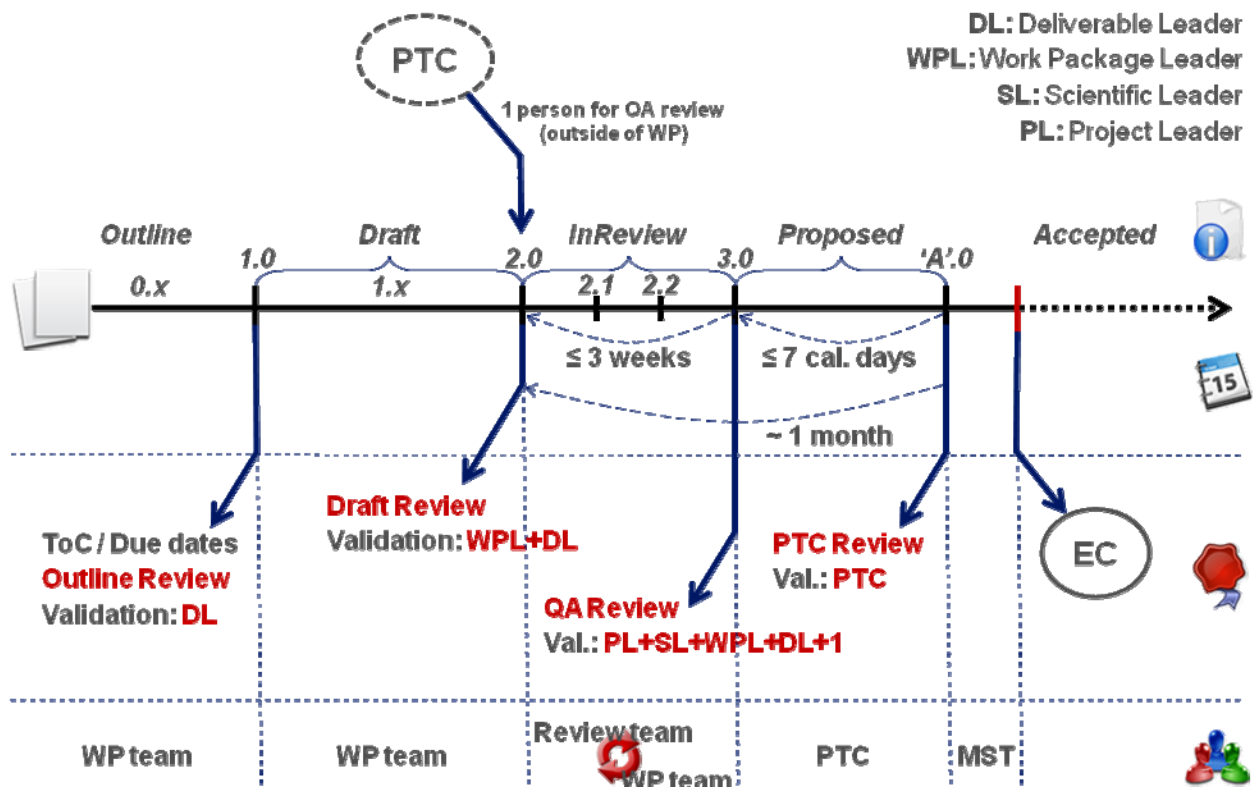 DL: Deliverable Leader
WPL: Work Package Leader
SL: Scientific Leader
PL: Project Leader
PTC
1 person for QA review
(outside of WP)
Outline
Draft
InReview
Proposed
Accepted
1.0
2.0
3.0
'A'.0
0.x
1.x
2.1
2.2
≤ 3 weeks
≤ 7 cal. days
15
~ 1 month
ToC / Due dates
Outline Review
Validation: DL
Draft Review
Validation: WPL+DL
QA Review
Val.: PL+SL+WPL+DL+1
PTC Review
Val.: PTC
EC
WP team
WP team
Review team
WP team
PTC
MST